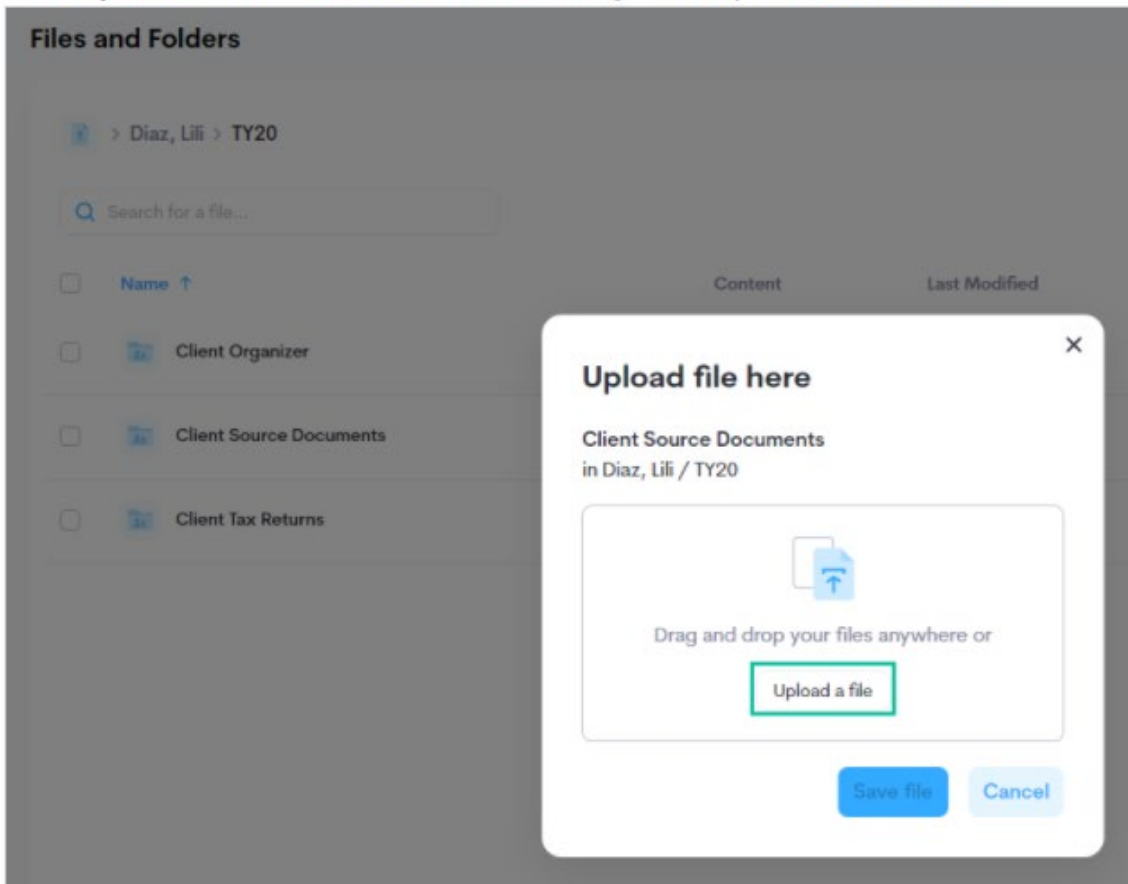 Files and Folders
> Diaz, Lili > TY20
Search for a file...
Name ↑ Content Last Modified
Client Organizer
Client Source Documents
Client Tax Returns
Upload file here
Client Source Documents
in Diaz, Lili / TY20
Drag and drop your files anywhere or
Upload a file
Save file Cancel